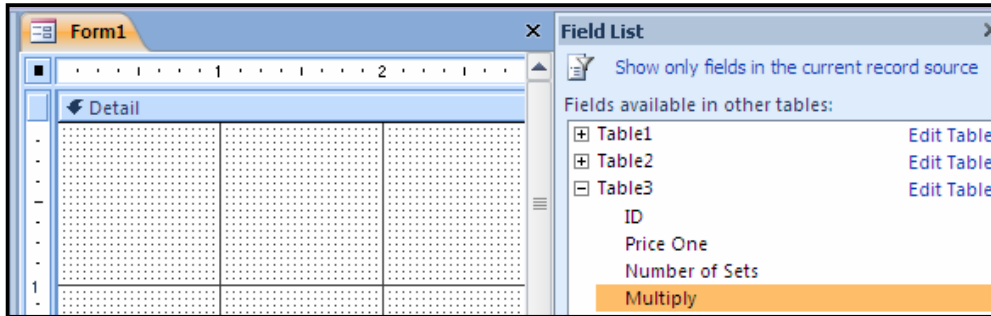 Form1
1 2
Detail
1
Field List
Show only fields in the current record source
Fields available in other tables:
Table1 Edit Table
Table2 Edit Table
Table3 Edit Table
ID
Price One
Number of Sets
Multiply